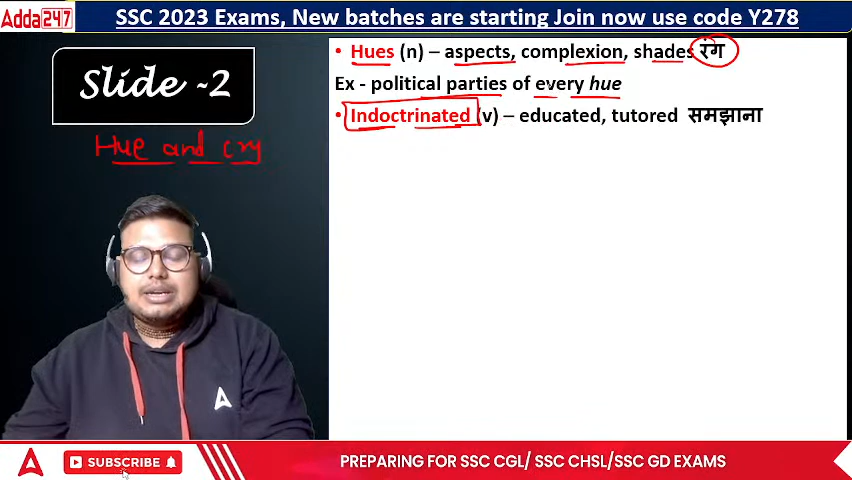 Adda247
SSC 2023 Exams, New batches are starting Join now use code Y278
Slide -2
Hue and cry
• Hues (n) – aspects, complexion, shades रंग
Ex - political parties of every hue
• Indoctrinated (v) – educated, tutored समझाना
SUBSCRIBE
PREPARING FOR SSC CGL/ SSC CHSL/SSC GD EXAMS